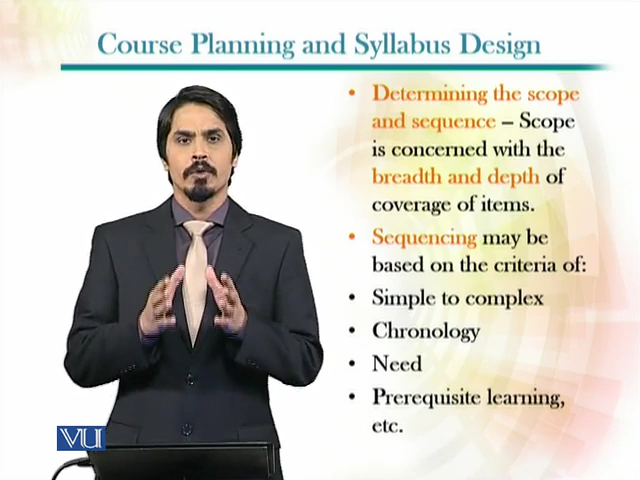 Course Planning and Syllabus Design
• Determining the scope
and sequence – Scope
is concerned with the
breadth and depth of
coverage of items.
• Sequencing may be
based on the criteria of:
• Simple to complex
• Chronology
• Need
• Prerequisite learning,
etc.
VU